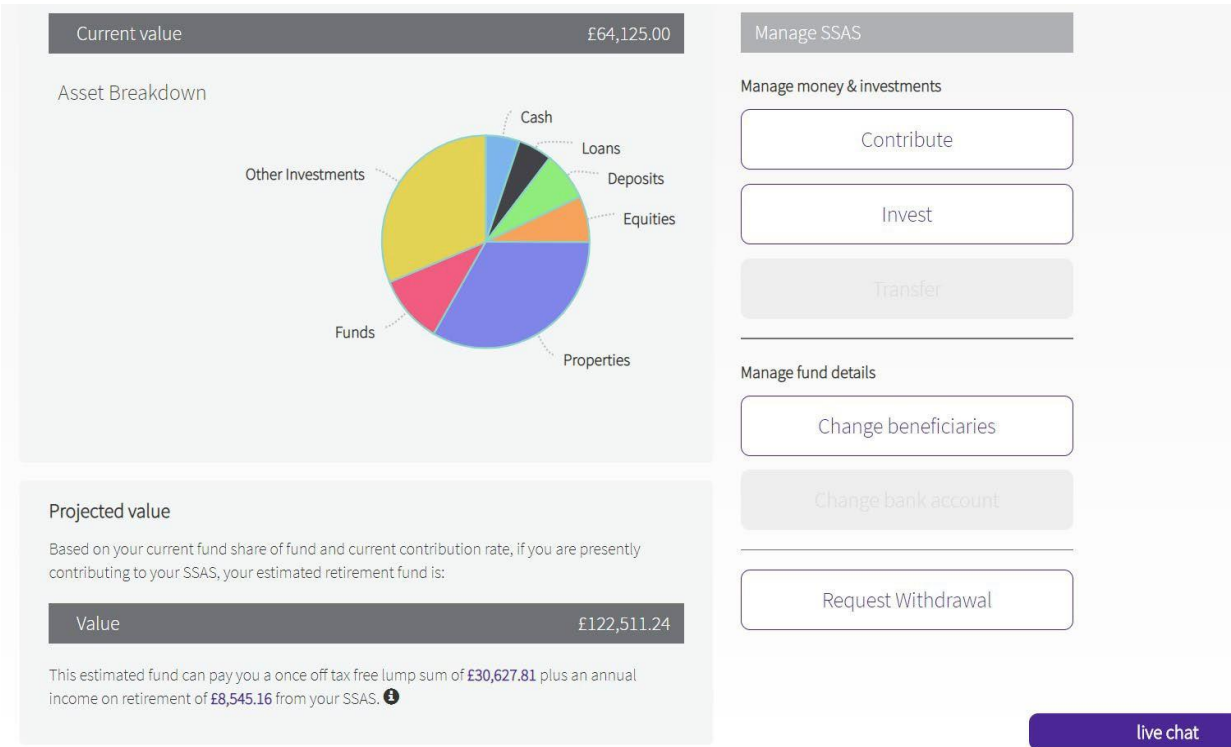 Current value £64,125.00
Asset Breakdown
Cash
Loans
Deposits
Equities
Properties
Funds
Other Investments
Projected value
Based on your current fund share of fund and current contribution rate, if you are presently
contributing to your SSAS, your estimated retirement fund is:
Value £122,511.24
This estimated fund can pay you a once off tax free lump sum of £30,627.81 plus an annual
income on retirement of £8,545.16 from your SSAS.
Manage SSAS
Manage money & investments
Contribute
Invest
Transfer
Manage fund details
Change beneficiaries
Change bank account
Request Withdrawal
live chat